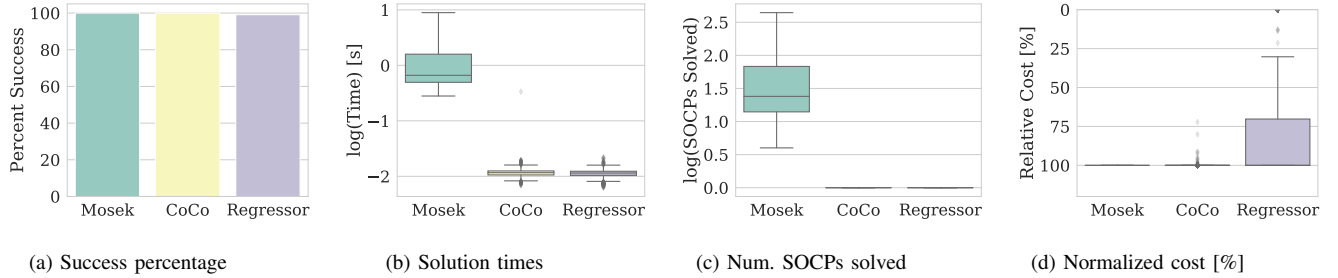 Percent Success
100
80
60
40
20
0
Mosek CoCo Regressor
(a) Success percentage
log(Time) [s]
1
0
−1
−2
Mosek CoCo Regressor
(b) Solution times
log(SOCPs Solved)
2.5
2.0
1.5
1.0
0.5
0.0
Mosek CoCo Regressor
(c) Num. SOCPs solved
Relative Cost [%]
0
25
50
75
100
Mosek CoCo Regressor
(d) Normalized cost [%]